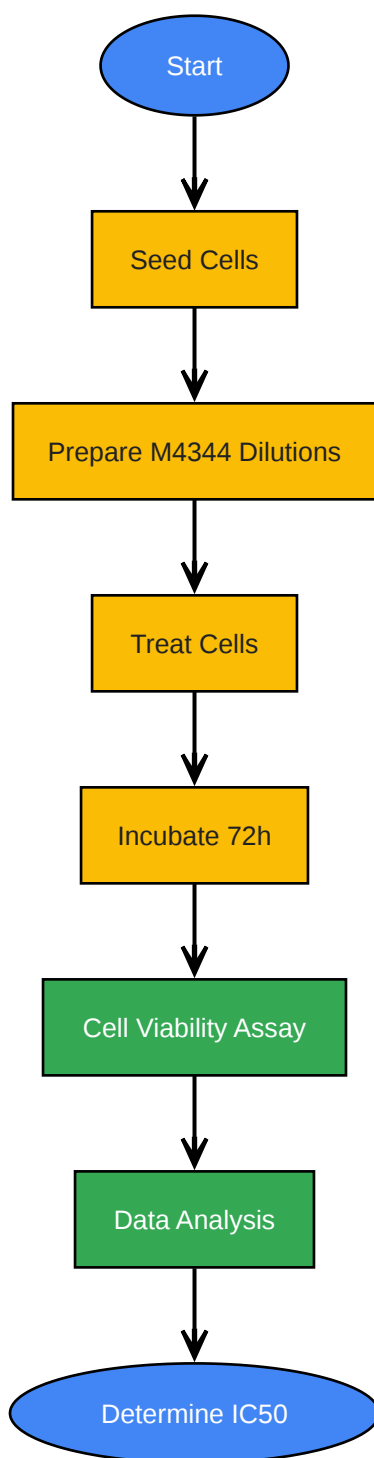 Start
Seed Cells
Prepare M4344 Dilutions
Treat Cells
Incubate 72h
Cell Viability Assay
Data Analysis
Determine IC50